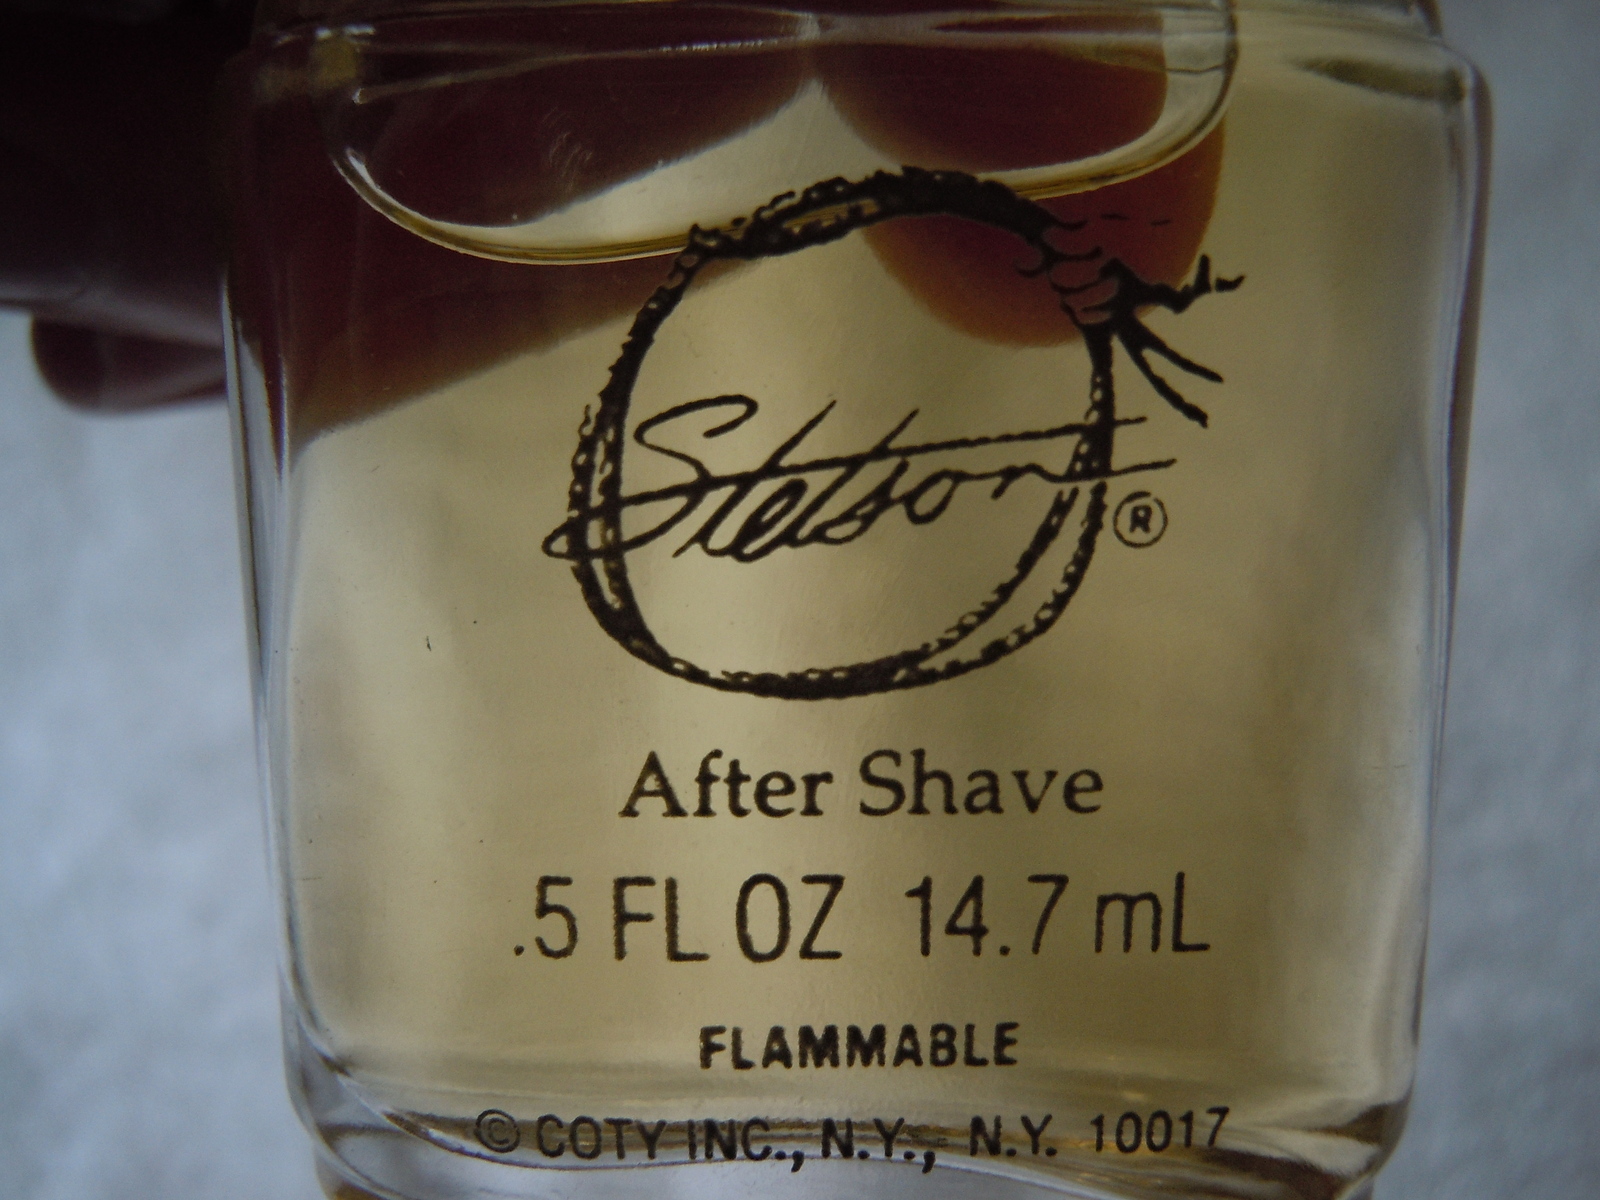 Stetson ®
After Shave
.5 FL OZ 14.7 mL
FLAMMABLE
© COTY INC., N.Y., N.Y. 10017